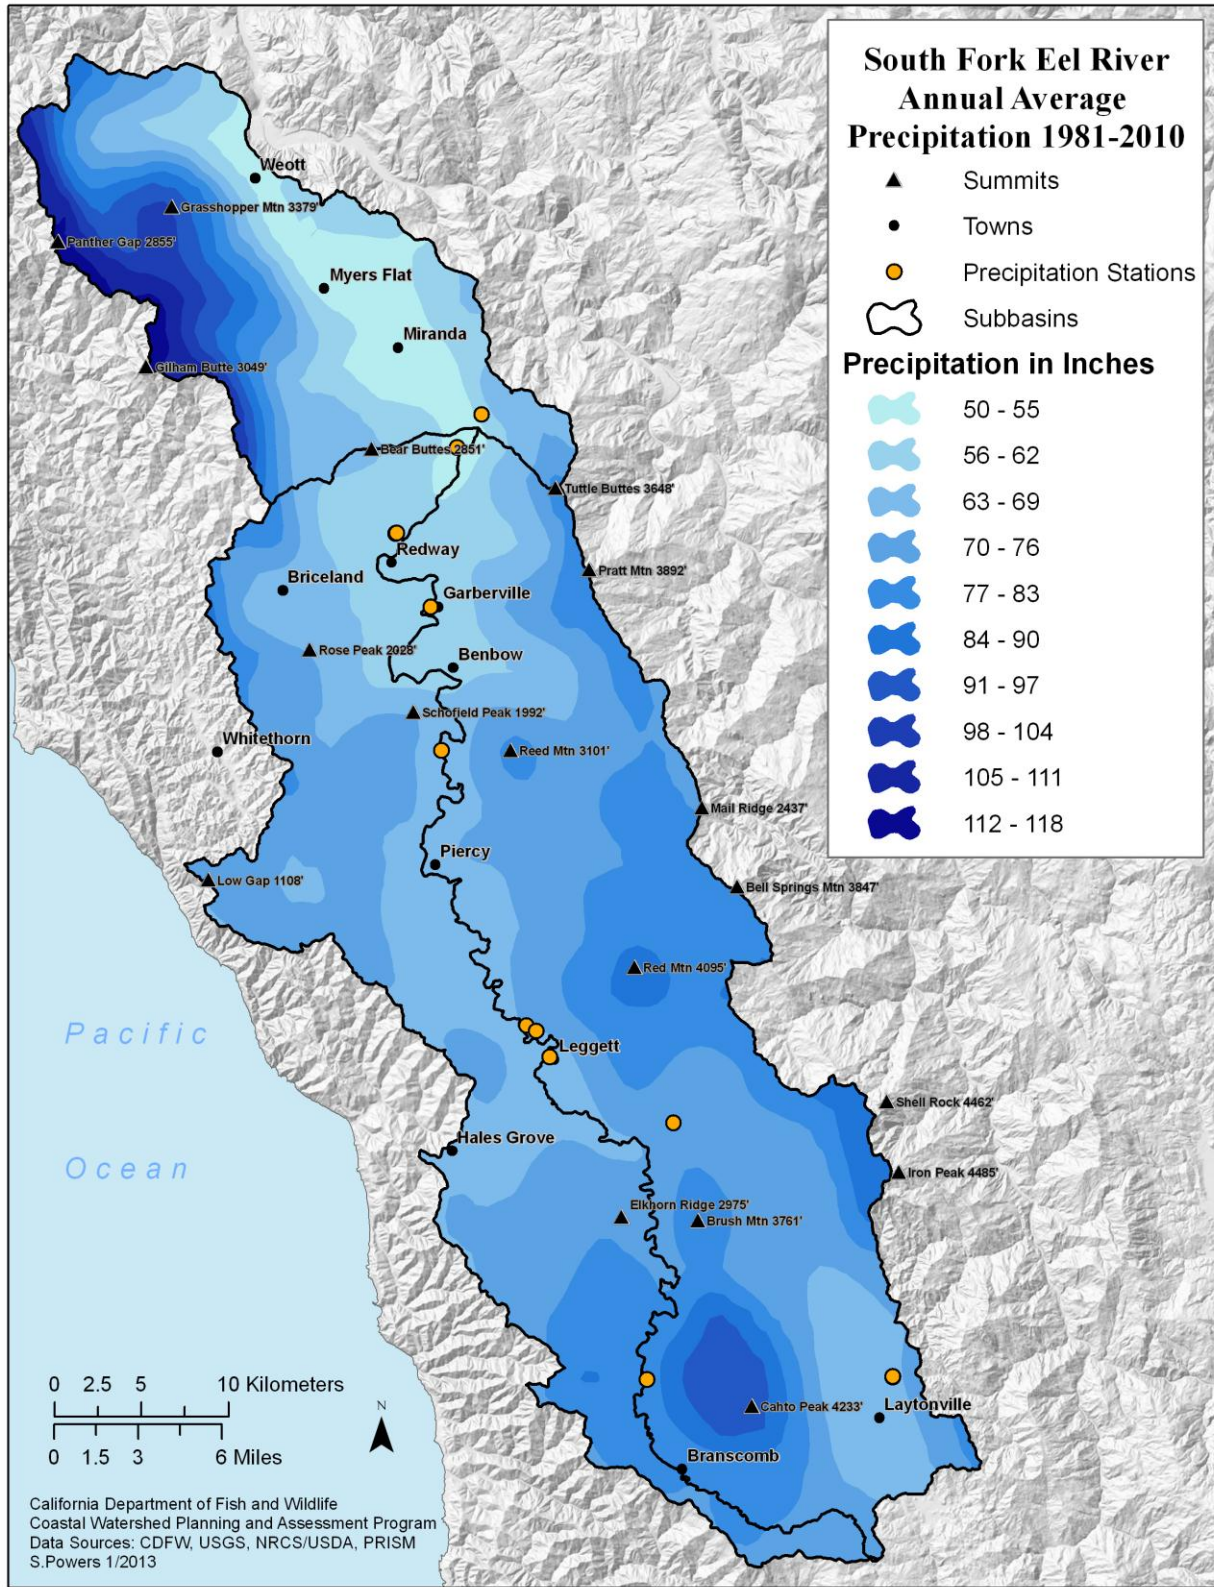 South Fork Eel River
Annual Average
Precipitation 1981-2010
Summits
Towns
Precipitation Stations
Subbasins
Precipitation in Inches
50 - 55
56 - 62
63 - 69
70 - 76
77 - 83
84 - 90
91 - 97
98 - 104
105 - 111
112 - 118
Weott
Grasshopper Mtn 3379'
Panther Gap 2855'
Myers Flat
Miranda
Gilham Butte 3049'
Bear Buttes 2851'
Tuttle Buttes 3648'
Redway
Pratt Mtn 3892'
Briceland
Garberville
Rose Peak 2028'
Benbow
Schofield Peak 1992'
Whitethorn
Reed Mtn 3101'
Mail Ridge 2437'
Piercy
Low Gap 1108'
Bell Springs Mtn 3847'
Red Mtn 4095'
Pacific
Ocean
Leggett
Shell Rock 4462'
Hales Grove
Iron Peak 4485'
Elkhorn Ridge 2975'
Brush Mtn 3761'
Cahto Peak 4233'
Laytonville
Branscomb
0 2.5 5 10 Kilometers
0 1.5 3 6 Miles
N
California Department of Fish and Wildlife
Coastal Watershed Planning and Assessment Program
Data Sources: CDFW, USGS, NRCS/USDA, PRISM
S.Powers 1/2013